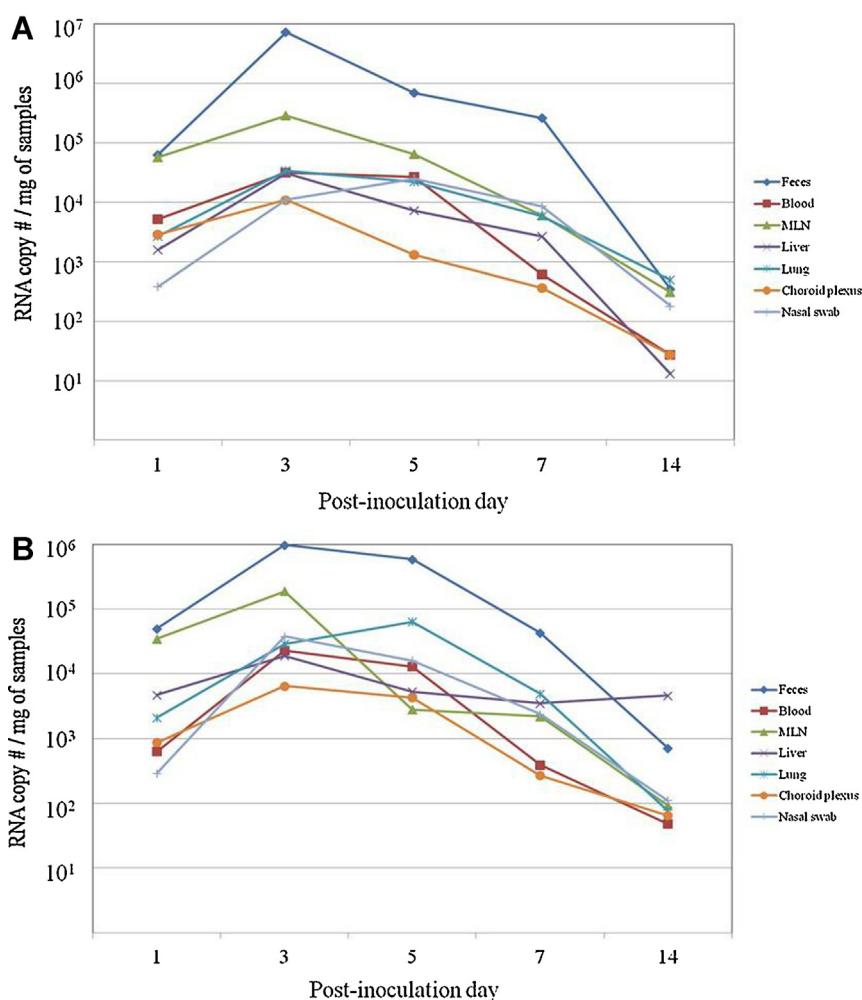 A
RNA copy # / mg of samples
10⁷
10⁶
10⁵
10⁴
10³
10²
10¹
1 3 5 7 14
Post-inoculation day
Feces
Blood
MLN
Liver
Lung
Choroid plexus
Nasal swab
B
RNA copy # / mg of samples
10⁶
10⁵
10⁴
10³
10²
10¹
1 3 5 7 14
Post-inoculation day
Feces
Blood
MLN
Liver
Lung
Choroid plexus
Nasal swab